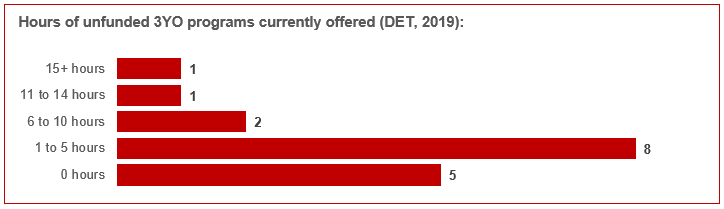 Hours of unfunded 3YO programs currently offered (DET, 2019):
15+ hours 1
11 to 14 hours 1
6 to 10 hours 2
1 to 5 hours 8
0 hours 5